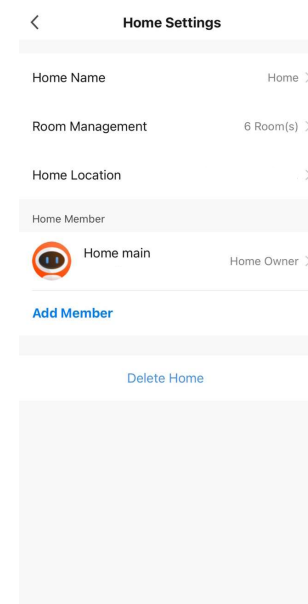 Home Settings
Home Name Home
Room Management 6 Room(s)
Home Location
Home Member
Home main Home Owner
Add Member
Delete Home